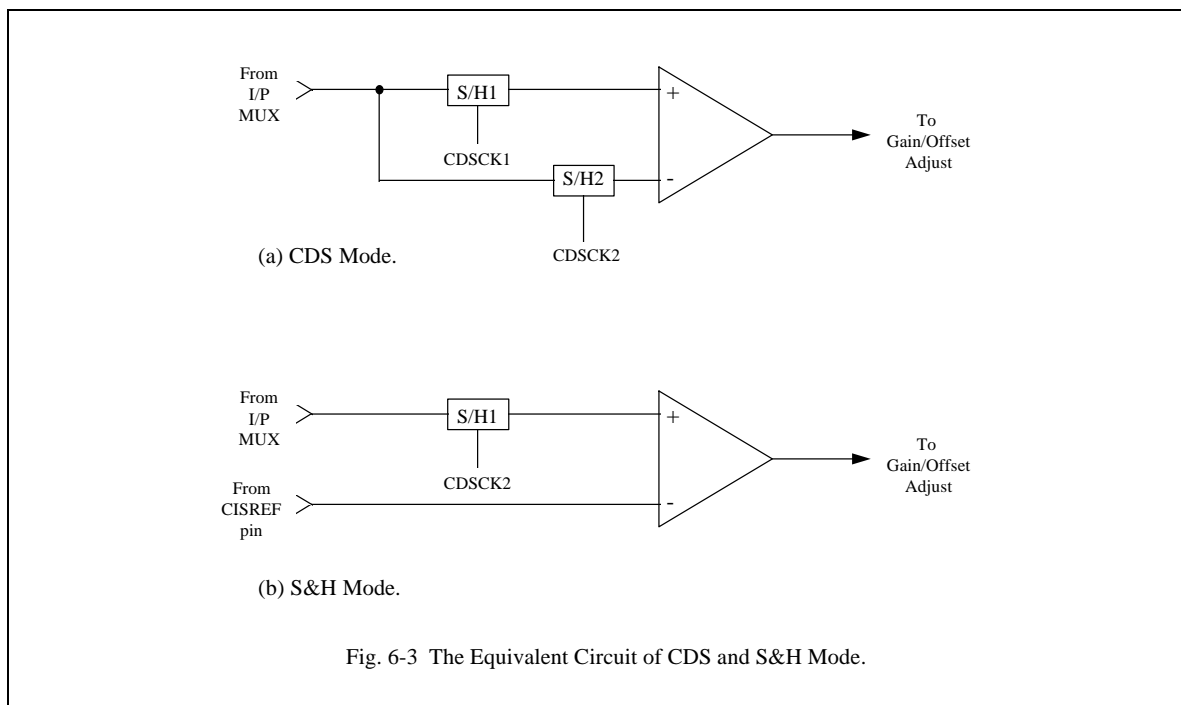 From
I/P
MUX
S/H1
CDSCK1
S/H2
CDSCK2
+
-
To
Gain/Offset
Adjust
(a) CDS Mode.
From
I/P
MUX
S/H1
CDSCK2
From
CISREF
pin
+
-
To
Gain/Offset
Adjust
(b) S&H Mode.
Fig. 6-3 The Equivalent Circuit of CDS and S&H Mode.